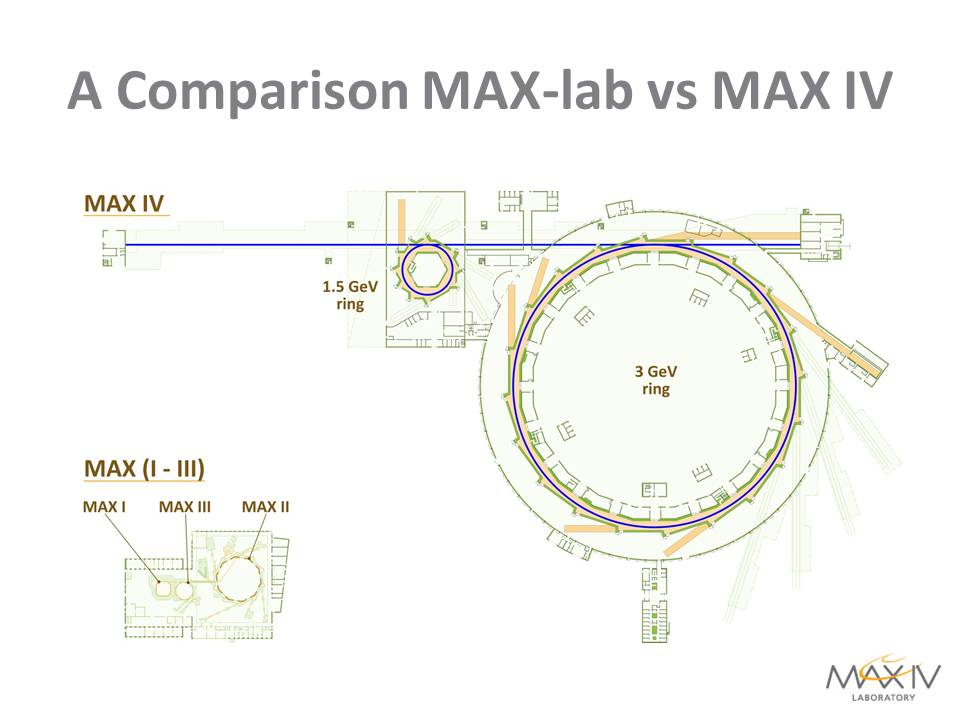 A Comparison MAX-lab vs MAX IV
MAX IV
1.5 GeV
ring
3 GeV
ring
MAX (I - III)
MAX I MAX III MAX II
MAX IV
LABORATORY